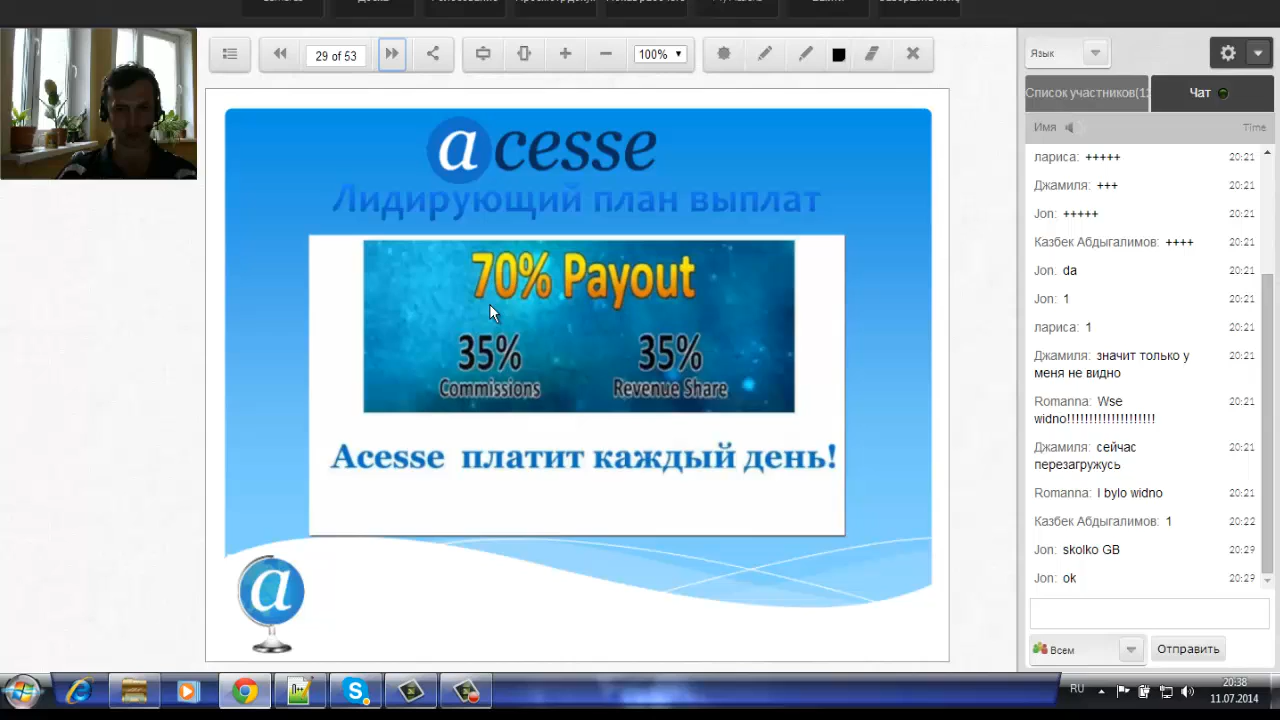 29 of 53
100%
Язык
Список участников(1
Чат
Имя
Time
acesse
Лидирующий план выплат
70% Payout
35%
Commissions
35%
Revenue Share
Acesse платит каждый день!
a
лариса: +++++ 20:21
Джамиля: +++ 20:21
Jon: +++++ 20:21
Казбек Абдыгалимов: ++++ 20:21
Jon: da 20:21
Jon: 1 20:21
лариса: 1 20:21
Джамиля: значит только у 20:21
меня не видно
Romanna: Wse 20:21
widno!!!!!!!!!!!!!!!!!!!!
Джамиля: сейчас 20:21
перезагружусь
Romanna: I bylo widno 20:21
Казбек Абдыгалимов: 1 20:22
Jon: skolko GB 20:29
Jon: ok 20:29
Всем
Отправить
RU
20:38
11.07.2014